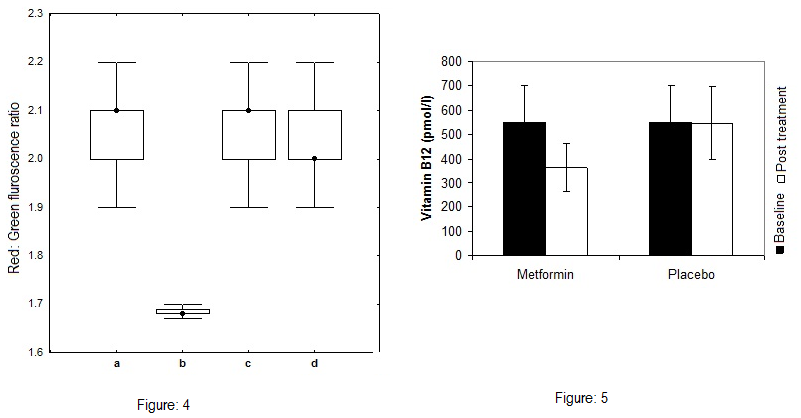 Red: Green fluroscence ratio
2.3
2.2
2.1
2.0
1.9
1.8
1.7
1.6
a b c d
Figure: 4
Vitamin B12 (pmol/l)
800
700
600
500
400
300
200
100
0
Metformin Placebo
Baseline Post treatment
Figure: 5